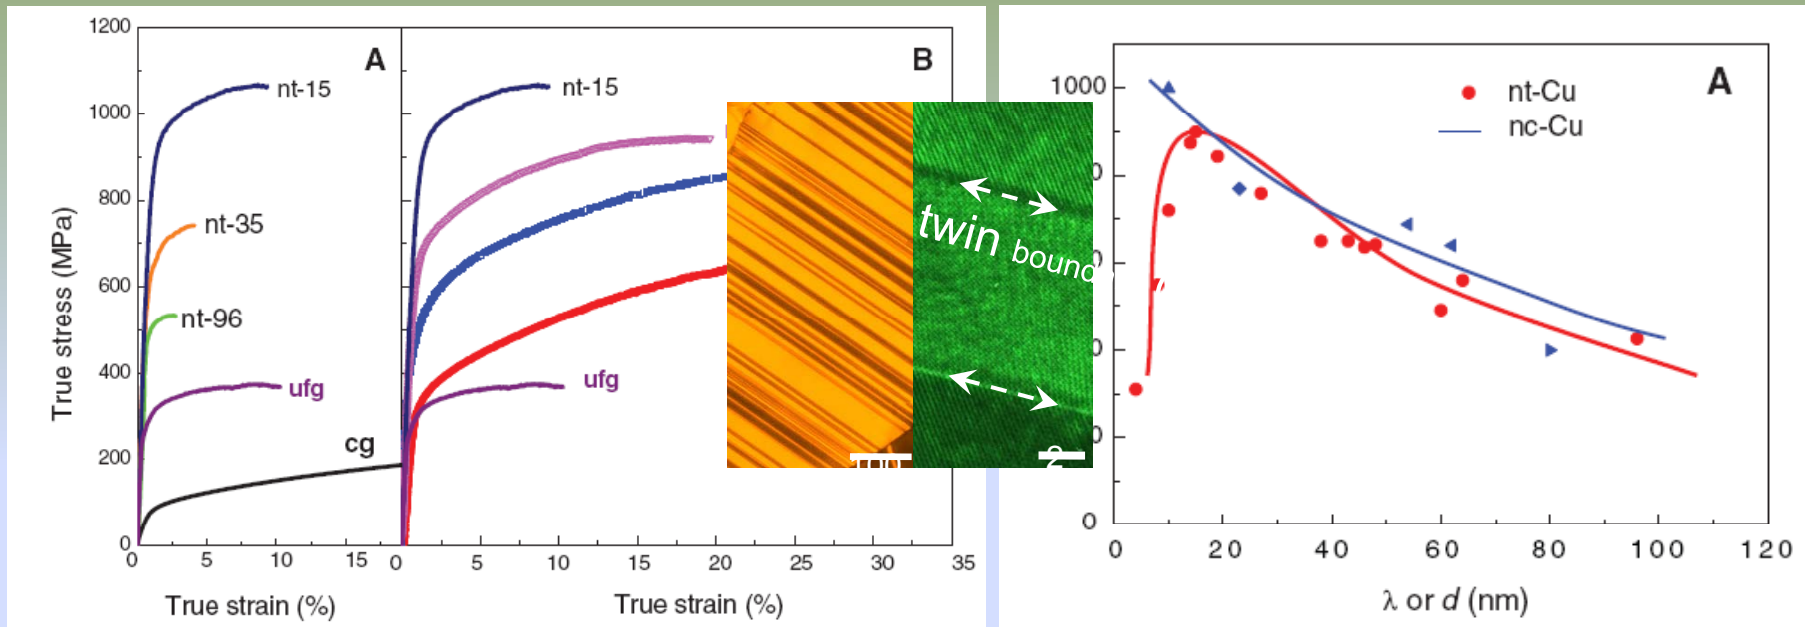 1200
1000
800
600
400
200
0
True stress (MPa)
A
nt-15
nt-35
nt-96
ufg
cg
0
5
10
15
True strain (%)
B
nt-15
ufg
0
5
10
15
20
25
30
35
True strain (%)
twin
1000
0
A
nt-Cu
nc-Cu
0
20
40
60
80
100
120
λ or d (nm)